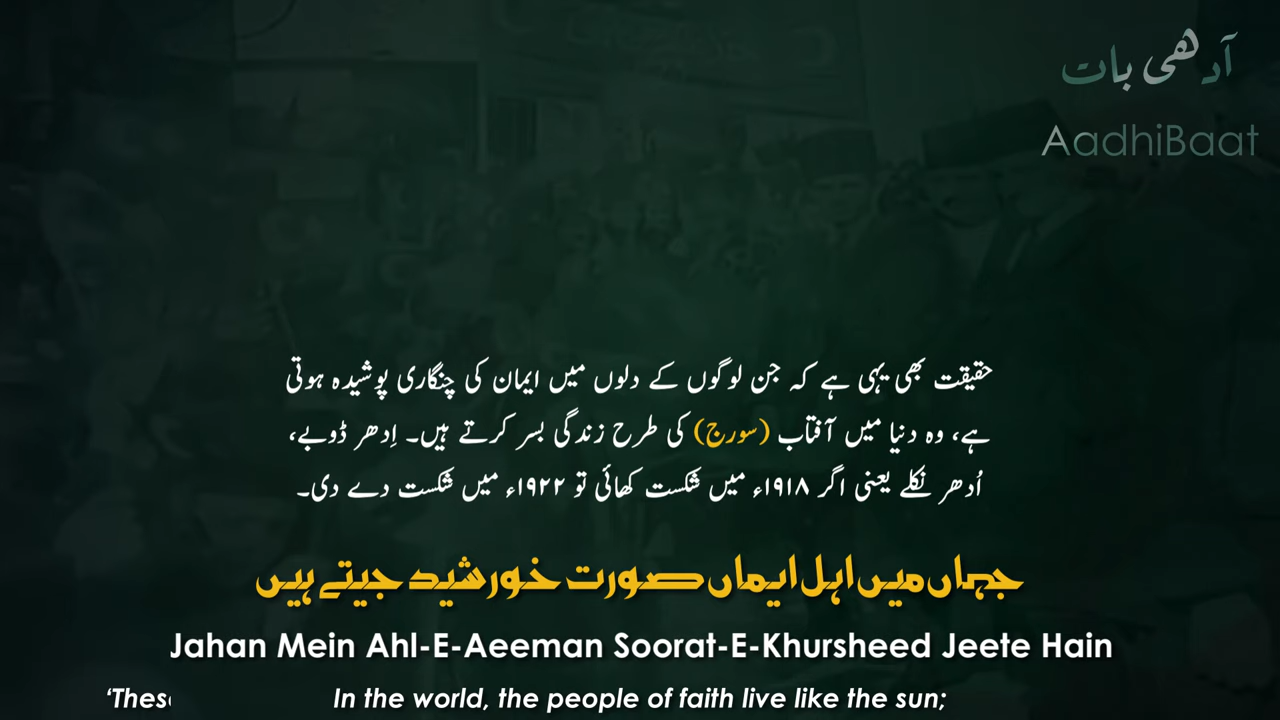 آدھی بات
AadhiBaat
حقیقت بھی یہی ہے کہ جن لوگوں کے دلوں میں ایمان کی چنگاری پوشیدہ ہوتی
ہے، وہ دنیا میں آفتاب (سورج) کی طرح زندگی بسر کرتے ہیں۔ اِدھر ڈوبے،
اُدھر نکلے یعنی اگر ۱۹۱۸ء میں شکست کھائی تو ۱۹۲۲ء میں شکست دے دی۔
جہاں میں اہل ایماں صورت خورشید جیتے ہیں
Jahan Mein Ahl-E-Aeeman Soorat-E-Khursheed Jeete Hain
‘These In the world, the people of faith live like the sun;